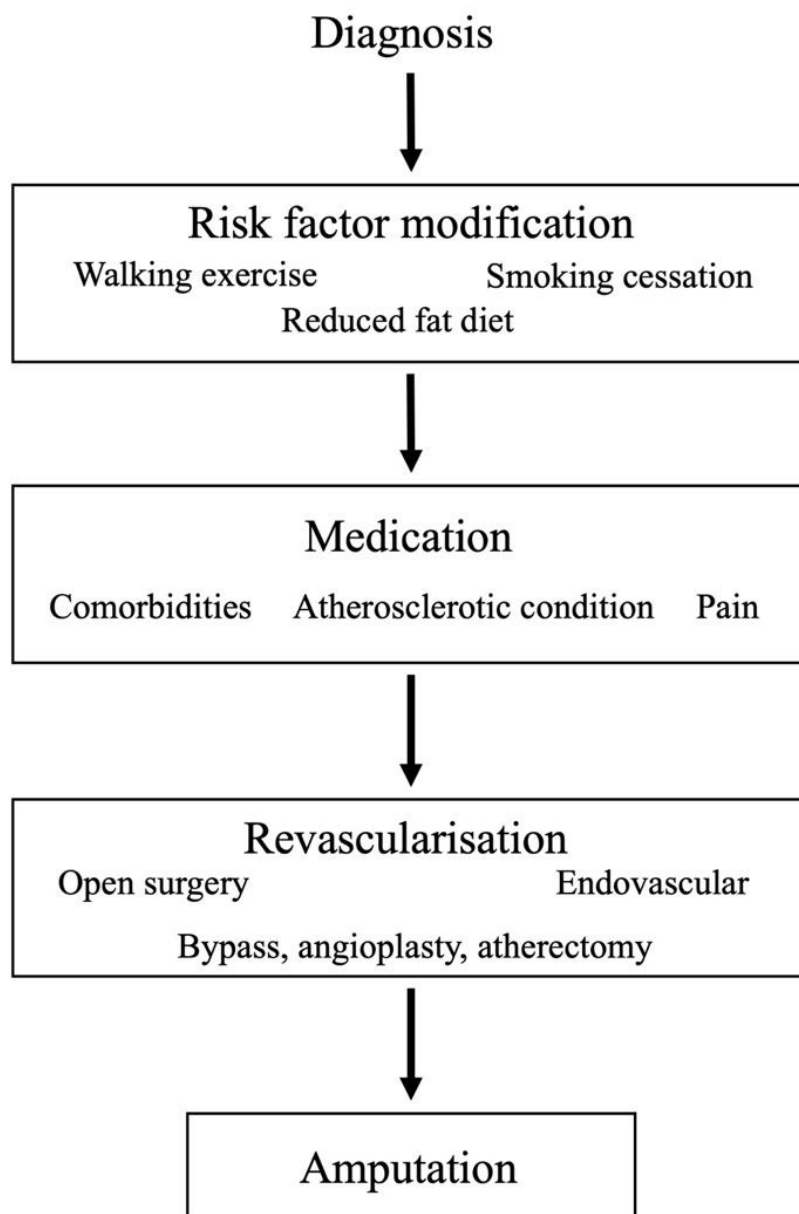 Diagnosis
Risk factor modification
Walking exercise Smoking cessation
Reduced fat diet
Medication
Comorbidities Atherosclerotic condition Pain
Revascularisation
Open surgery Endovascular
Bypass, angioplasty, atherectomy
Amputation